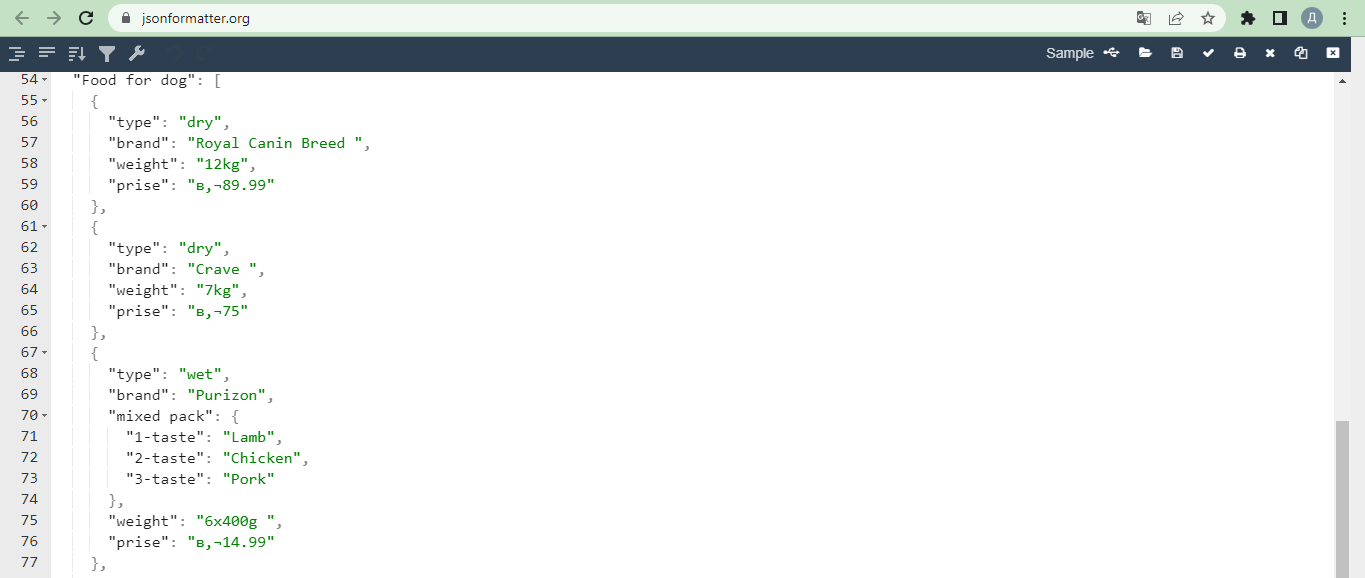 jsonformatter.org
Д
Sample
54 "Food for dog": [
55 {
56 "type": "dry",
57 "brand": "Royal Canin Breed ",
58 "weight": "12kg",
59 "prise": "в‚¬89.99"
60 },
61 {
62 "type": "dry",
63 "brand": "Crave ",
64 "weight": "7kg",
65 "prise": "в‚¬75"
66 },
67 {
68 "type": "wet",
69 "brand": "Purizon",
70 "mixed pack": {
71 "1-taste": "Lamb",
72 "2-taste": "Chicken",
73 "3-taste": "Pork"
74 },
75 "weight": "6x400g ",
76 "prise": "в‚¬14.99"
77 },